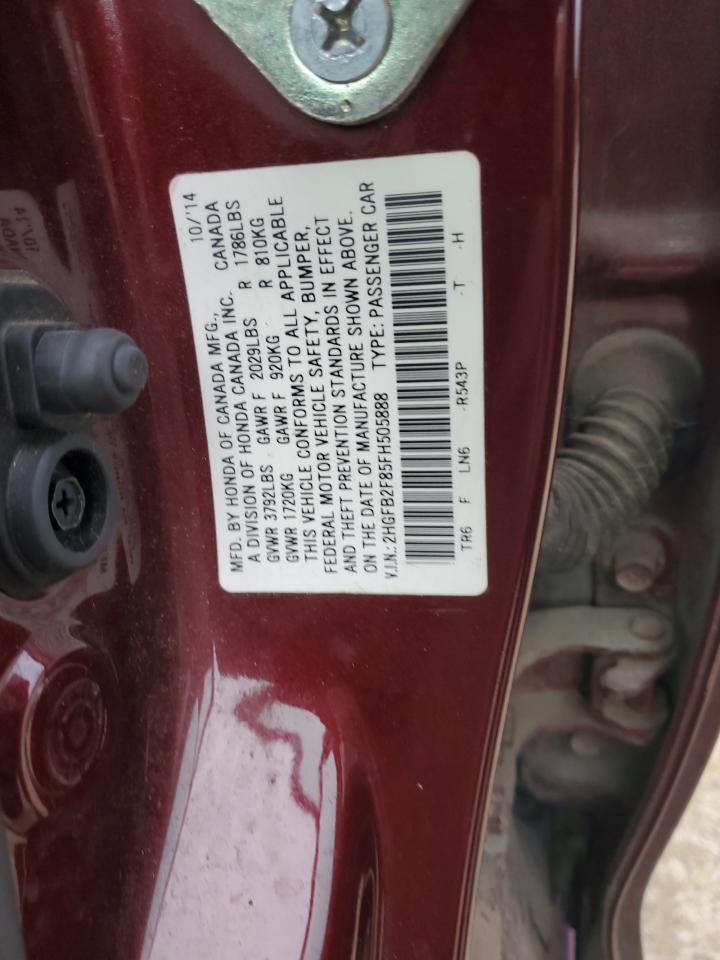 MFD. BY HONDA OF CANADA MFG., 10/'14
A DIVISION OF HONDA CANADA INC. CANADA
GVWR 3792LBS GAWR F 2029LBS R 1786LBS
GVWR 1720KG GAWR F 920KG R 810KG
THIS VEHICLE CONFORMS TO ALL APPLICABLE
FEDERAL MOTOR VEHICLE SAFETY, BUMPER,
AND THEFT PREVENTION STANDARDS IN EFFECT
ON THE DATE OF MANUFACTURE SHOWN ABOVE.
V.I.N.: 2HGFB2F85FH505888 TYPE: PASSENGER CAR
TR6 F LN6 -R543P -T -H